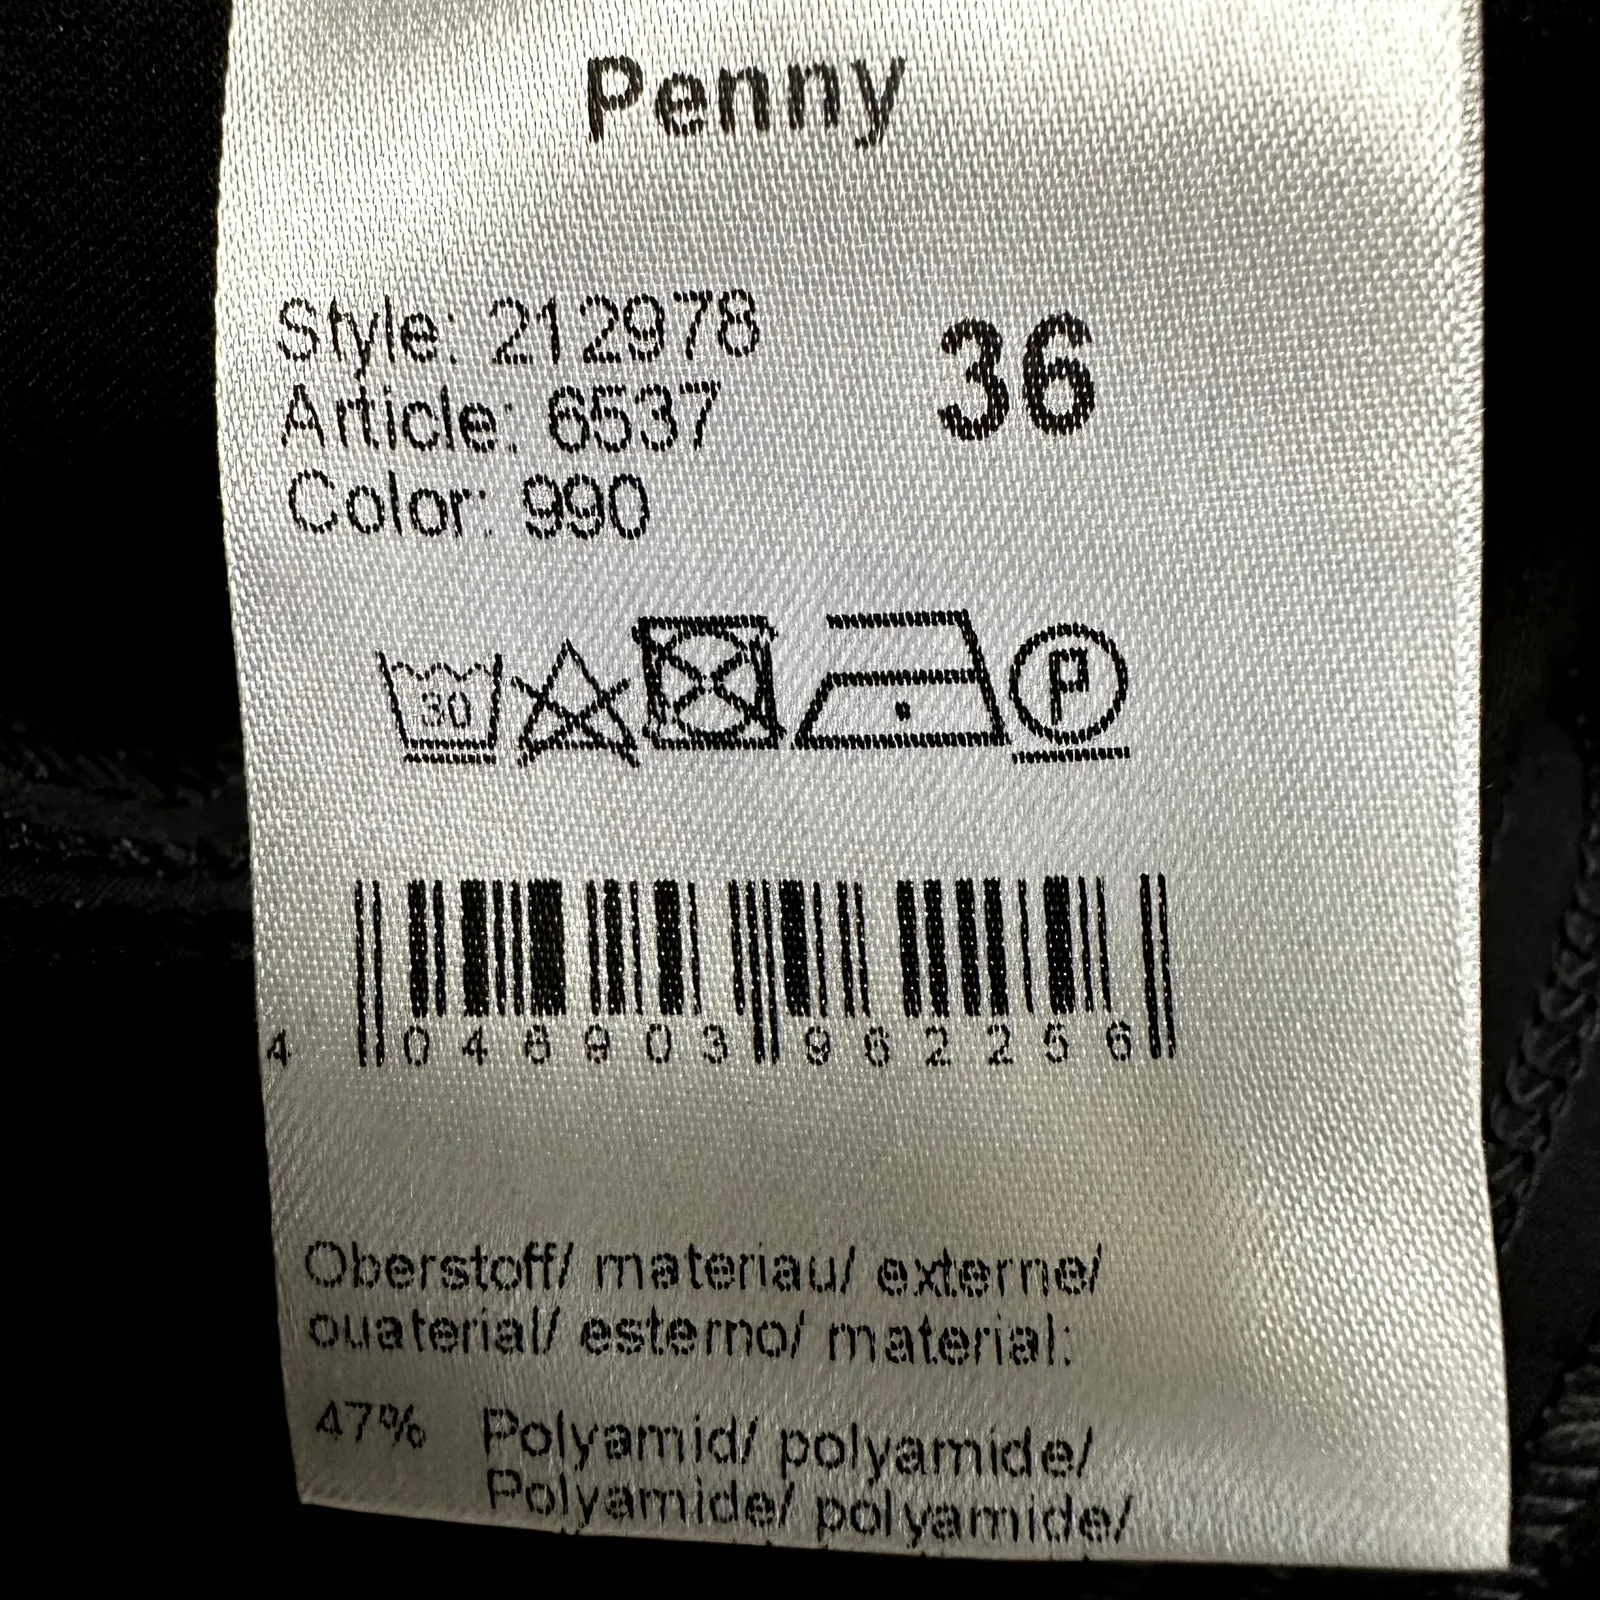 Penny
Style: 212978
36
Article: 6537
Color: 990
30
P
4 046903 962256
Oberstoff/ materiau/ externe/
ouaterial/ esterno/ material:
47% Polyamid/ polyamide/
Polyamide/ polyamide/